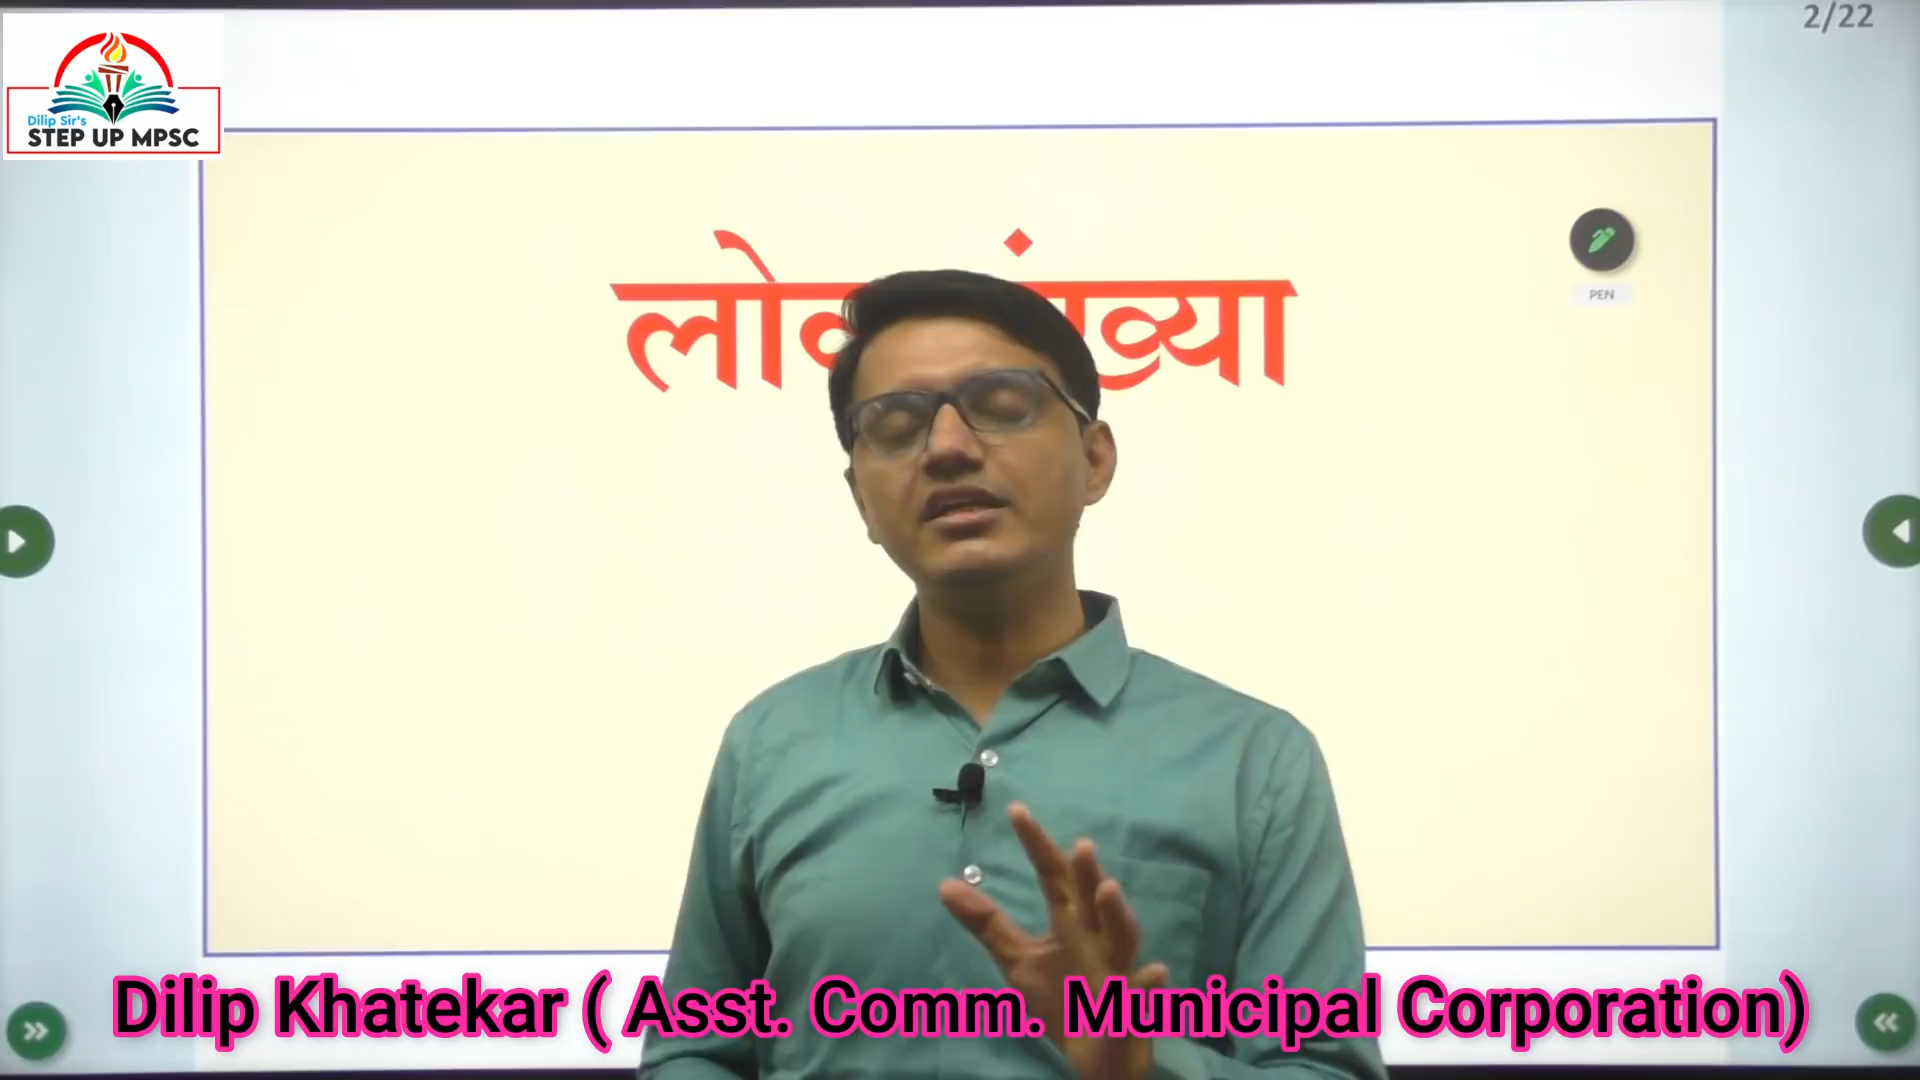 2/22
Dilip Sir's
STEP UP MPSC
PEN
Dilip Khatekar ( Asst. Comm. Municipal Corporation)